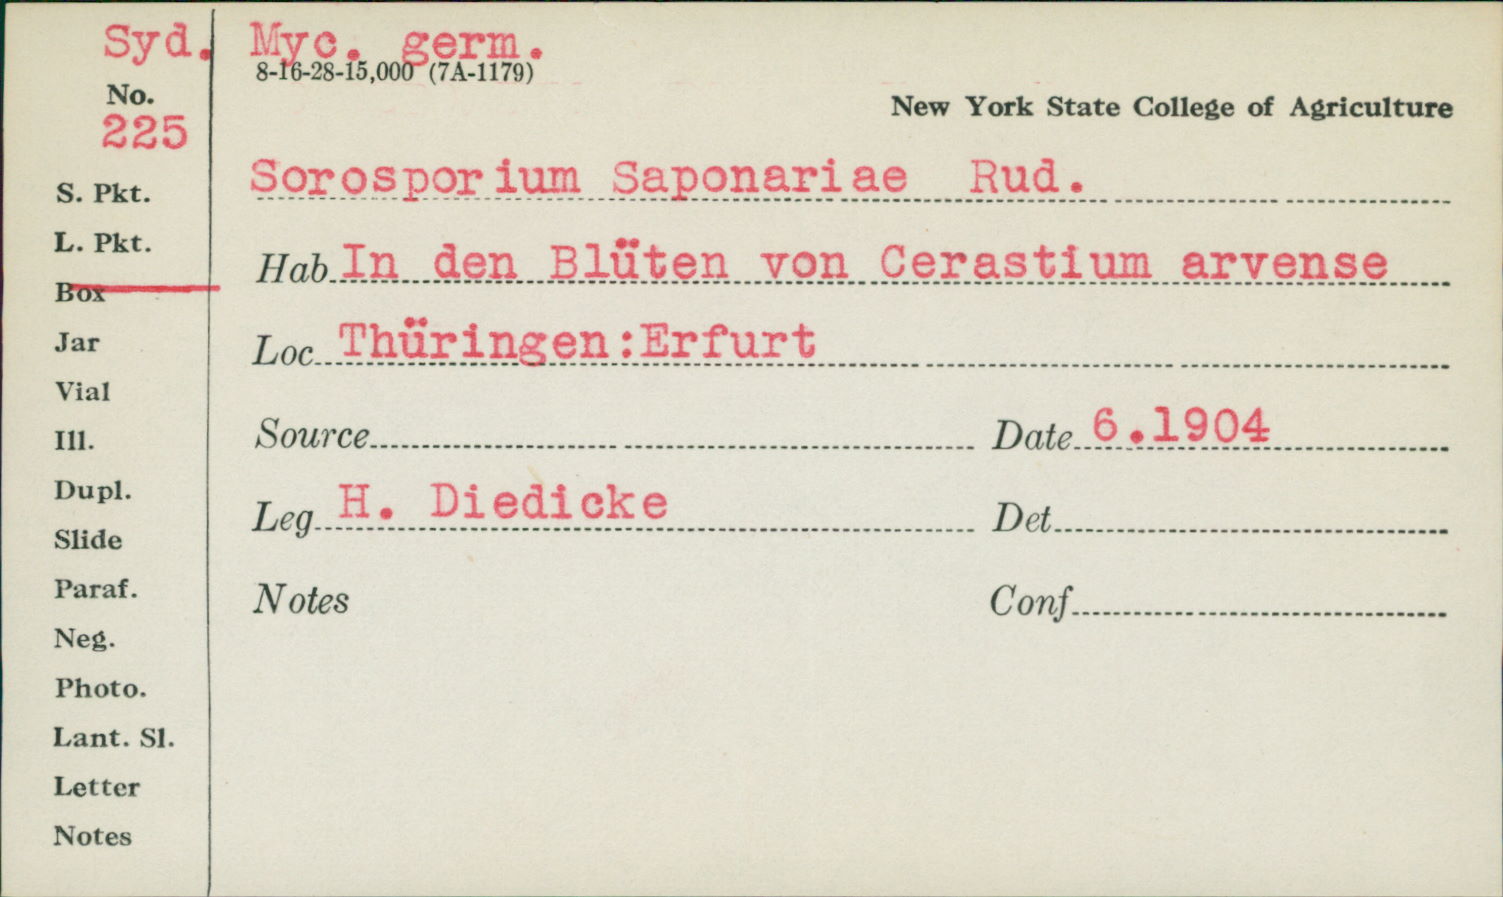 Syd. Myc. germ.
8-16-28-15,000 (7A-1179)
No.
225
New York State College of Agriculture
Sorosporium Saponariae Rud.
S. Pkt.
L. Pkt.
Hab In den Blüten von Cerastium arvense
Box
Loc Thüringen:Erfurt
Jar
Vial
Source Date 6.1904
Ill.
Dupl.
Leg H. Diedicke Det
Slide
Paraf.
Notes Conf
Neg.
Photo.
Lant. Sl.
Letter
Notes